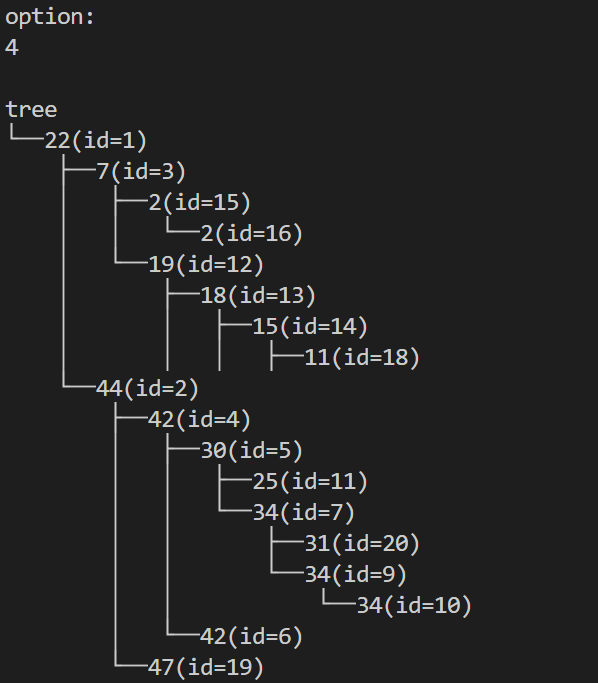 option:
4
tree
22(id=1)
7(id=3)
2(id=15)
2(id=16)
19(id=12)
18(id=13)
15(id=14)
11(id=18)
44(id=2)
42(id=4)
30(id=5)
25(id=11)
34(id=7)
31(id=20)
34(id=9)
34(id=10)
42(id=6)
47(id=19)